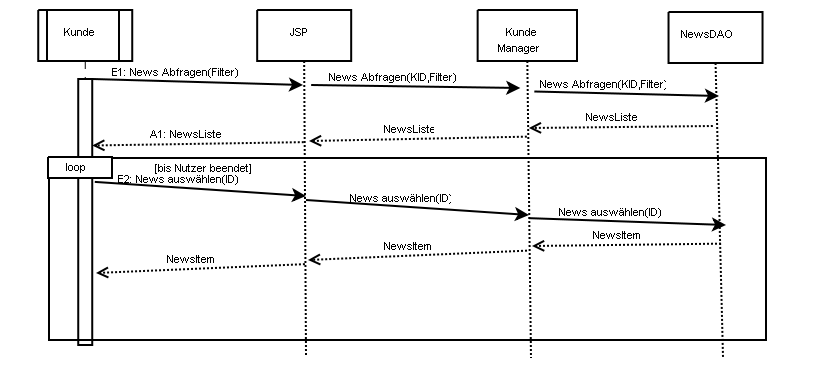 Kunde
JSP
Kunde
Manager
NewsDAO
E1: News Abfragen(Filter)
News Abfragen(KID,Filter)
News Abfragen(KID,Filter)
NewsListe
NewsListe
A1: NewsListe
loop
[bis Nutzer beendet]
E2: News auswählen(ID)
News auswählen(ID)
News auswählen(ID)
NewsItem
NewsItem
NewsItem